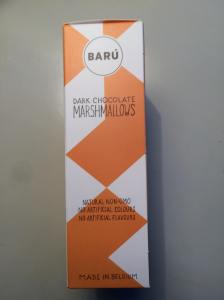 BARÚ
DARK CHOCOLATE
MARSHMALLOWS
NATURAL NON-GMO
NO ARTIFICIAL COLOURS
NO ARTIFICIAL FLAVOURS
MADE IN BELGIUM